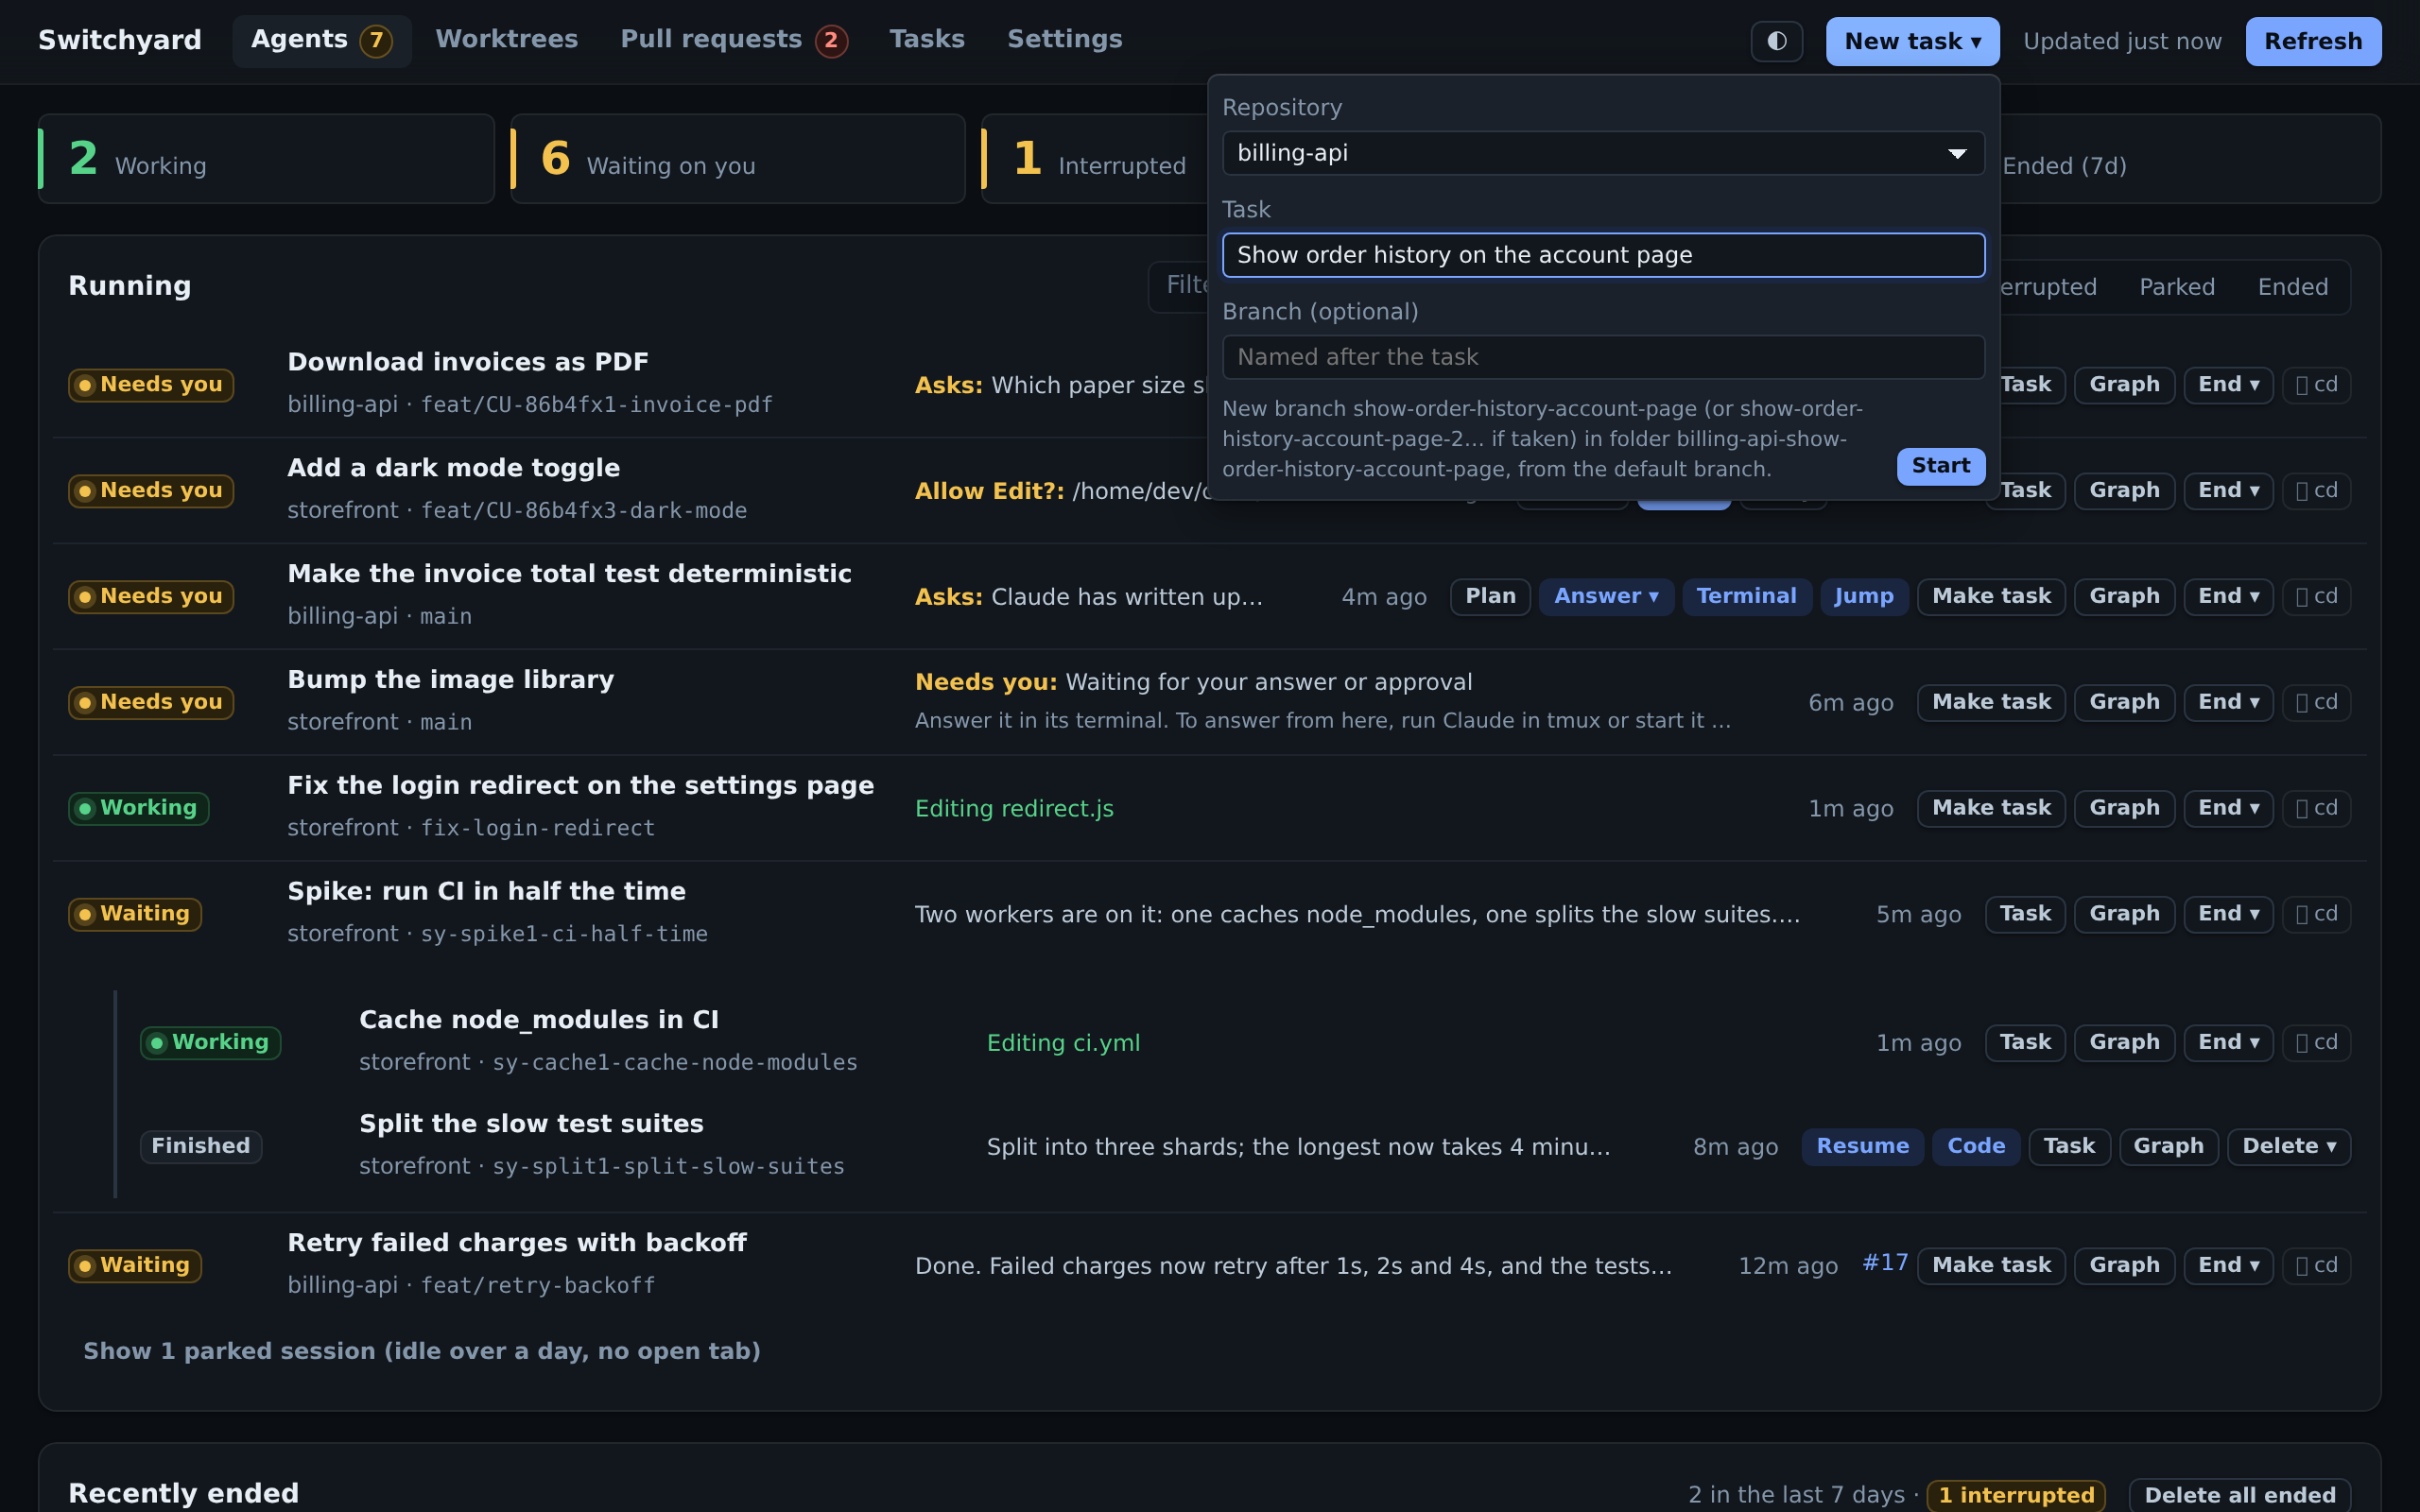 Switchyard
Agents 7
Worktrees
Pull requests 2
Tasks
Settings
New task ▾
Updated just now
Refresh
2 Working
6 Waiting on you
1 Interrupted
Ended (7d)
Repository
billing-api
Task
Show order history on the account page
Branch (optional)
Named after the task
New branch show-order-history-account-page (or show-order-
history-account-page-2… if taken) in folder billing-api-show-
order-history-account-page, from the default branch.
Start
Running
Parked
Ended
Needs you
Download invoices as PDF
billing-api · feat/CU-86b4fx1-invoice-pdf
Asks: Which paper size
Task
Graph
End ▾
cd
Needs you
Add a dark mode toggle
storefront · feat/CU-86b4fx3-dark-mode
Allow Edit?: /home/dev/
Task
Graph
End ▾
cd
Needs you
Make the invoice total test deterministic
billing-api · main
Asks: Claude has written up…
4m ago
Plan
Answer ▾
Terminal
Jump
Make task
Graph
End ▾
cd
Needs you
Bump the image library
storefront · main
Needs you: Waiting for your answer or approval
Answer it in its terminal. To answer from here, run Claude in tmux or start it …
6m ago
Make task
Graph
End ▾
cd
Working
Fix the login redirect on the settings page
storefront · fix-login-redirect
Editing redirect.js
1m ago
Make task
Graph
End ▾
cd
Waiting
Spike: run CI in half the time
storefront · sy-spike1-ci-half-time
Two workers are on it: one caches node_modules, one splits the slow suites.…
5m ago
Task
Graph
End ▾
cd
Working
Cache node_modules in CI
storefront · sy-cache1-cache-node-modules
Editing ci.yml
1m ago
Task
Graph
End ▾
cd
Finished
Split the slow test suites
storefront · sy-split1-split-slow-suites
Split into three shards; the longest now takes 4 minu…
8m ago
Resume
Code
Task
Graph
Delete ▾
Waiting
Retry failed charges with backoff
billing-api · feat/retry-backoff
Done. Failed charges now retry after 1s, 2s and 4s, and the tests…
12m ago
#17
Make task
Graph
End ▾
cd
Show 1 parked session (idle over a day, no open tab)
Recently ended
2 in the last 7 days · 1 interrupted
Delete all ended